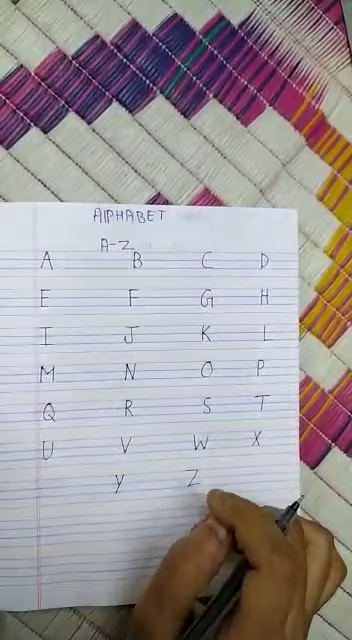 ALPHABET
A-Z
A B C D
E F G H
I J K L
M N O P
Q R S T
U V W X
Y Z